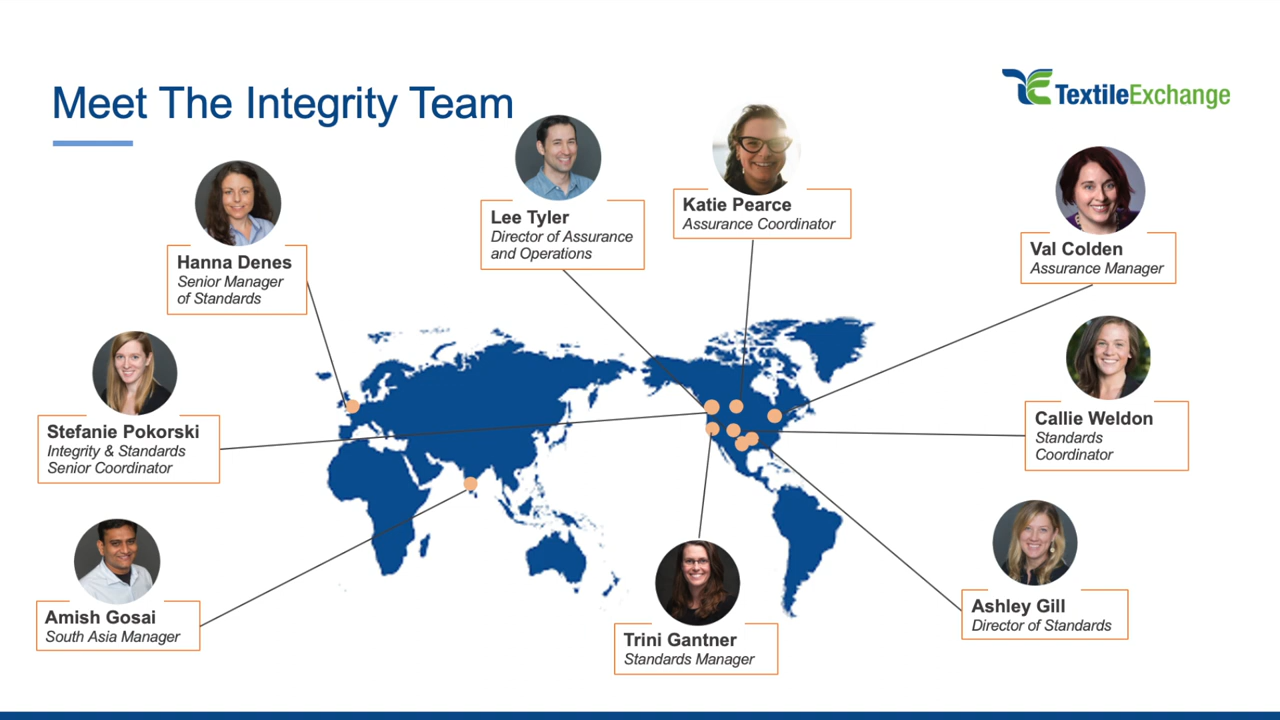 Meet The Integrity Team
TextileExchange
Hanna Denes
Senior Manager
of Standards
Lee Tyler
Director of Assurance
and Operations
Katie Pearce
Assurance Coordinator
Val Colden
Assurance Manager
Stefanie Pokorski
Integrity & Standards
Senior Coordinator
Callie Weldon
Standards
Coordinator
Amish Gosai
South Asia Manager
Trini Gantner
Standards Manager
Ashley Gill
Director of Standards